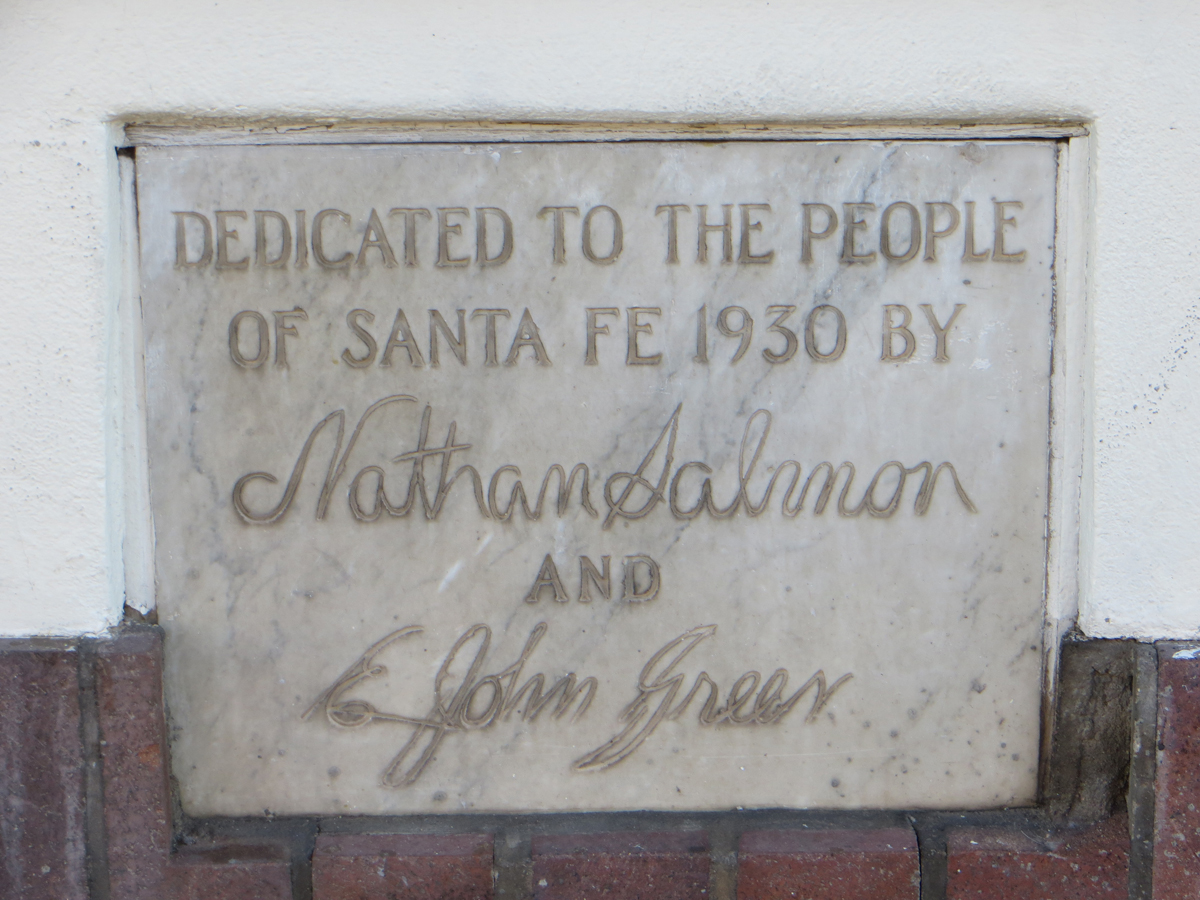 DEDICATED TO THE PEOPLE
OF SANTA FE 1930 BY
Nathan Salmon
AND
E John Greer